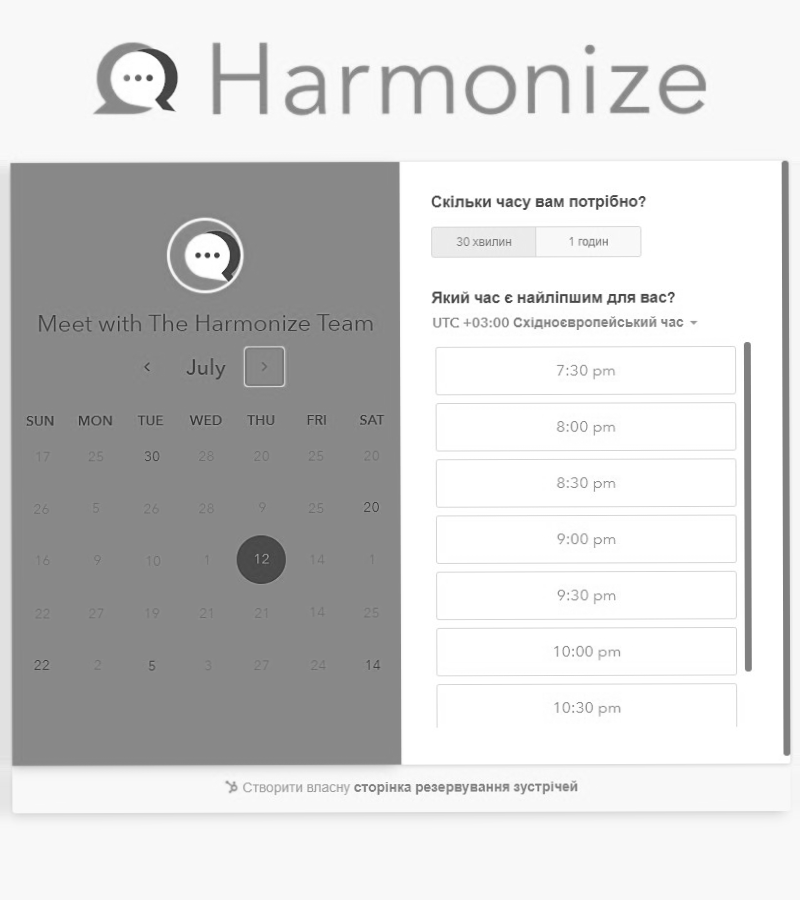 Harmonize
Meet with The Harmonize Team
July
SUN MON TUE WED THU FRI SAT
17 25 30 28 20 25 20
26 5 26 28 9 25 20
16 9 10 1 12 14 1
22 27 19 21 21 14 25
22 2 5 3 27 24 14
Скільки часу вам потрібно?
30 хвилин 1 годин
Який час є найліпшим для вас?
UTC +03:00 Східноєвропейський час
7:30 pm
8:00 pm
8:30 pm
9:00 pm
9:30 pm
10:00 pm
10:30 pm
Створити власну сторінка резервування зустрічей